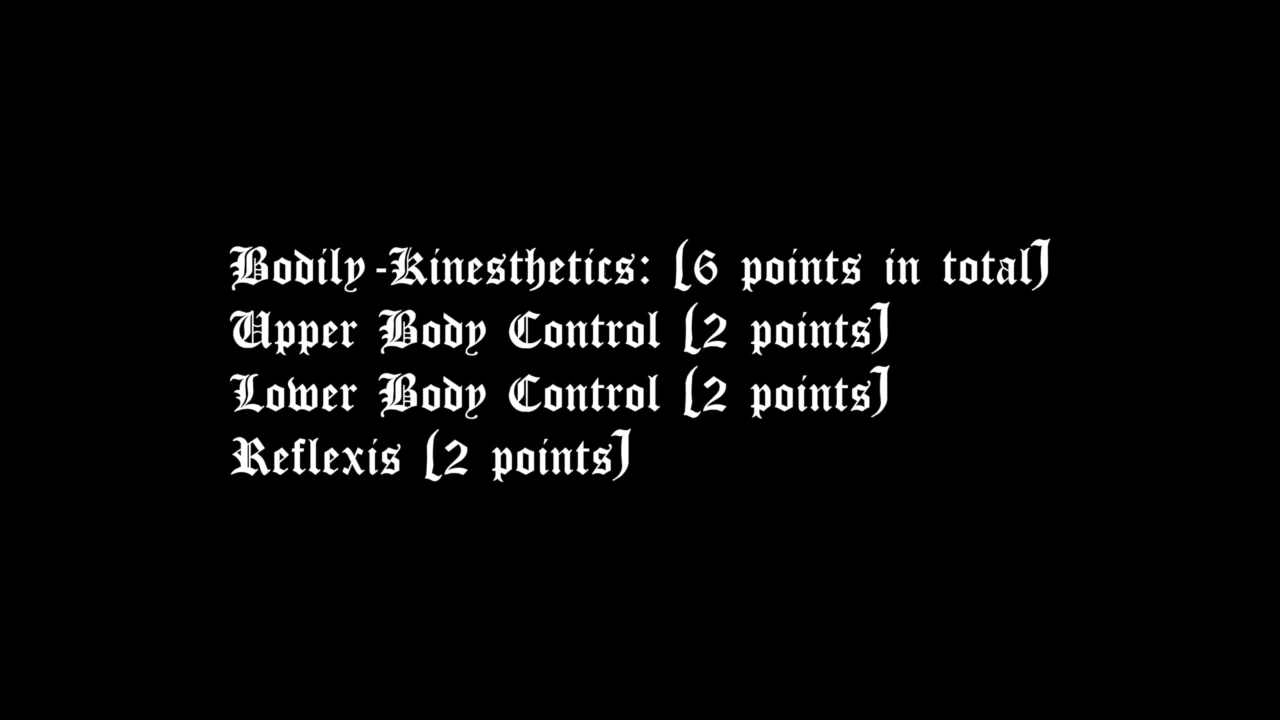 Bodily-Kinesthetics: (6 points in total)
Upper Body Control (2 points)
Lower Body Control (2 points)
Reflexis (2 points)